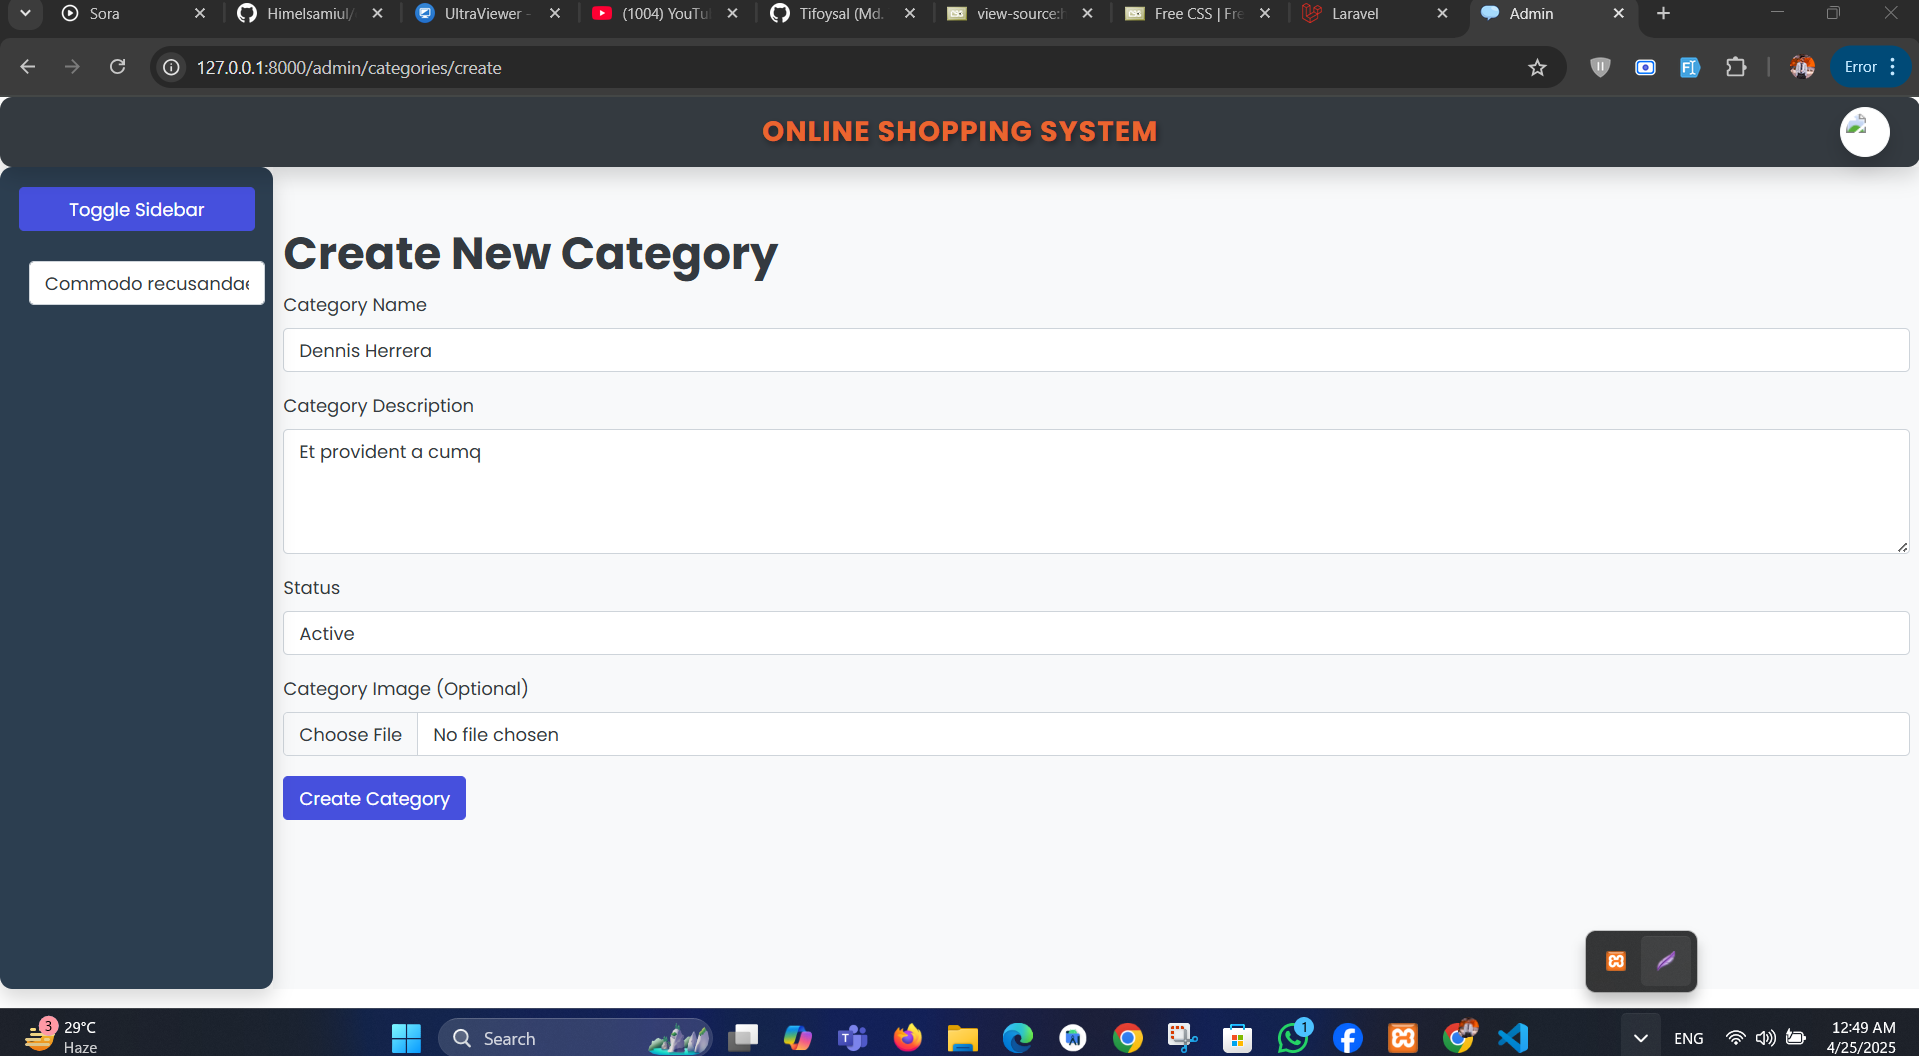 Sora
Himelsamiul/
UltraViewer -
(1004) YouTu
Tifoysal (Md.
view-source:h
Free CSS | Fre
Laravel
Admin
127.0.0.1:8000/admin/categories/create
Error
ONLINE SHOPPING SYSTEM
Toggle Sidebar
Commodo recusandae
Create New Category
Category Name
Dennis Herrera
Category Description
Et provident a cumq
Status
Active
Category Image (Optional)
Choose File No file chosen
Create Category
3
29°C
Haze
Search
1
ENG
12:49 AM
4/25/2025